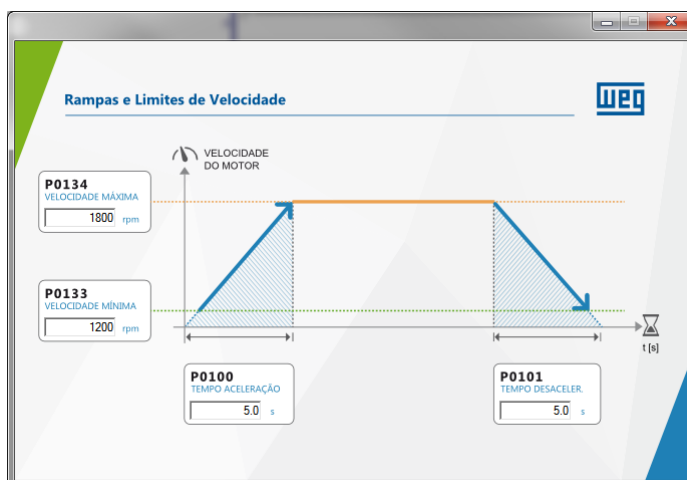 Rampas e Limites de Velocidade
weg
VELOCIDADE
DO MOTOR
P0134
VELOCIDADE MÁXIMA
1800 rpm
P0133
VELOCIDADE MÍNIMA
1200 rpm
t [s]
P0100
TEMPO ACELERAÇÃO
5.0 s
P0101
TEMPO DESACELER.
5.0 s